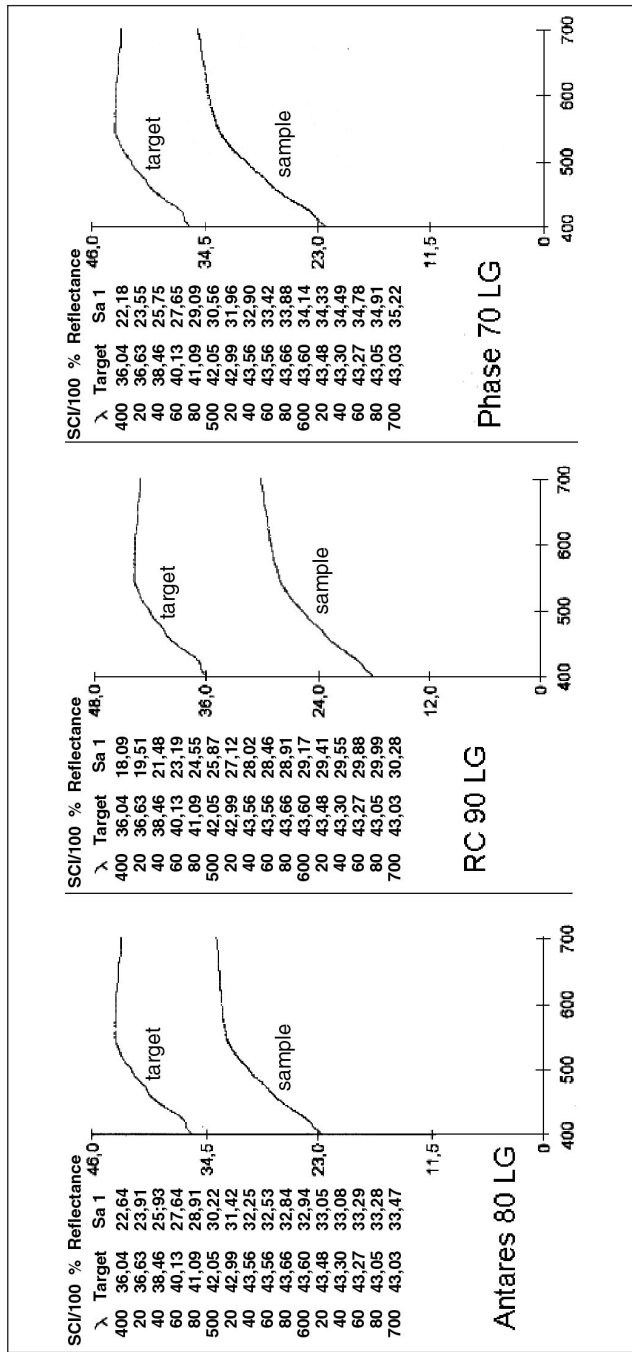 SCI/100 % Reflectance
λ Target Sa 1
400 36,04 22,64
20 36,63 23,91
40 38,46 25,93
60 40,13 27,64
80 41,09 28,91
500 42,05 30,22
20 42,99 31,42
40 43,56 32,25
60 43,56 32,53
80 43,66 32,84
600 43,60 32,94
20 43,48 33,05
40 43,30 33,08
60 43,27 33,29
80 43,05 33,28
700 43,03 33,47
46,0
34,5
23,0
11,5
0
target
sample
400 500 600 700
Antares 80 LG
SCI/100 % Reflectance
λ Target Sa 1
400 36,04 18,09
20 36,63 19,51
40 38,46 21,48
60 40,13 23,19
80 41,09 24,55
500 42,05 25,87
20 42,99 27,12
40 43,56 28,02
60 43,56 28,46
80 43,66 28,91
600 43,60 29,17
20 43,48 29,41
40 43,30 29,55
60 43,27 29,88
80 43,05 29,99
700 43,03 30,28
48,0
36,0
24,0
12,0
0
target
sample
400 500 600 700
RC 90 LG
SCI/100 % Reflectance
λ Target Sa 1
400 36,04 22,18
20 36,63 23,55
40 38,46 25,75
60 40,13 27,65
80 41,09 29,09
500 42,05 30,56
20 42,99 31,96
40 43,56 32,90
60 43,56 33,42
80 43,66 33,88
600 43,60 34,14
20 43,48 34,33
40 43,30 34,49
60 43,27 34,78
80 43,05 34,91
700 43,03 35,22
46,0
34,5
23,0
11,5
0
target
sample
400 500 600 700
Phase 70 LG